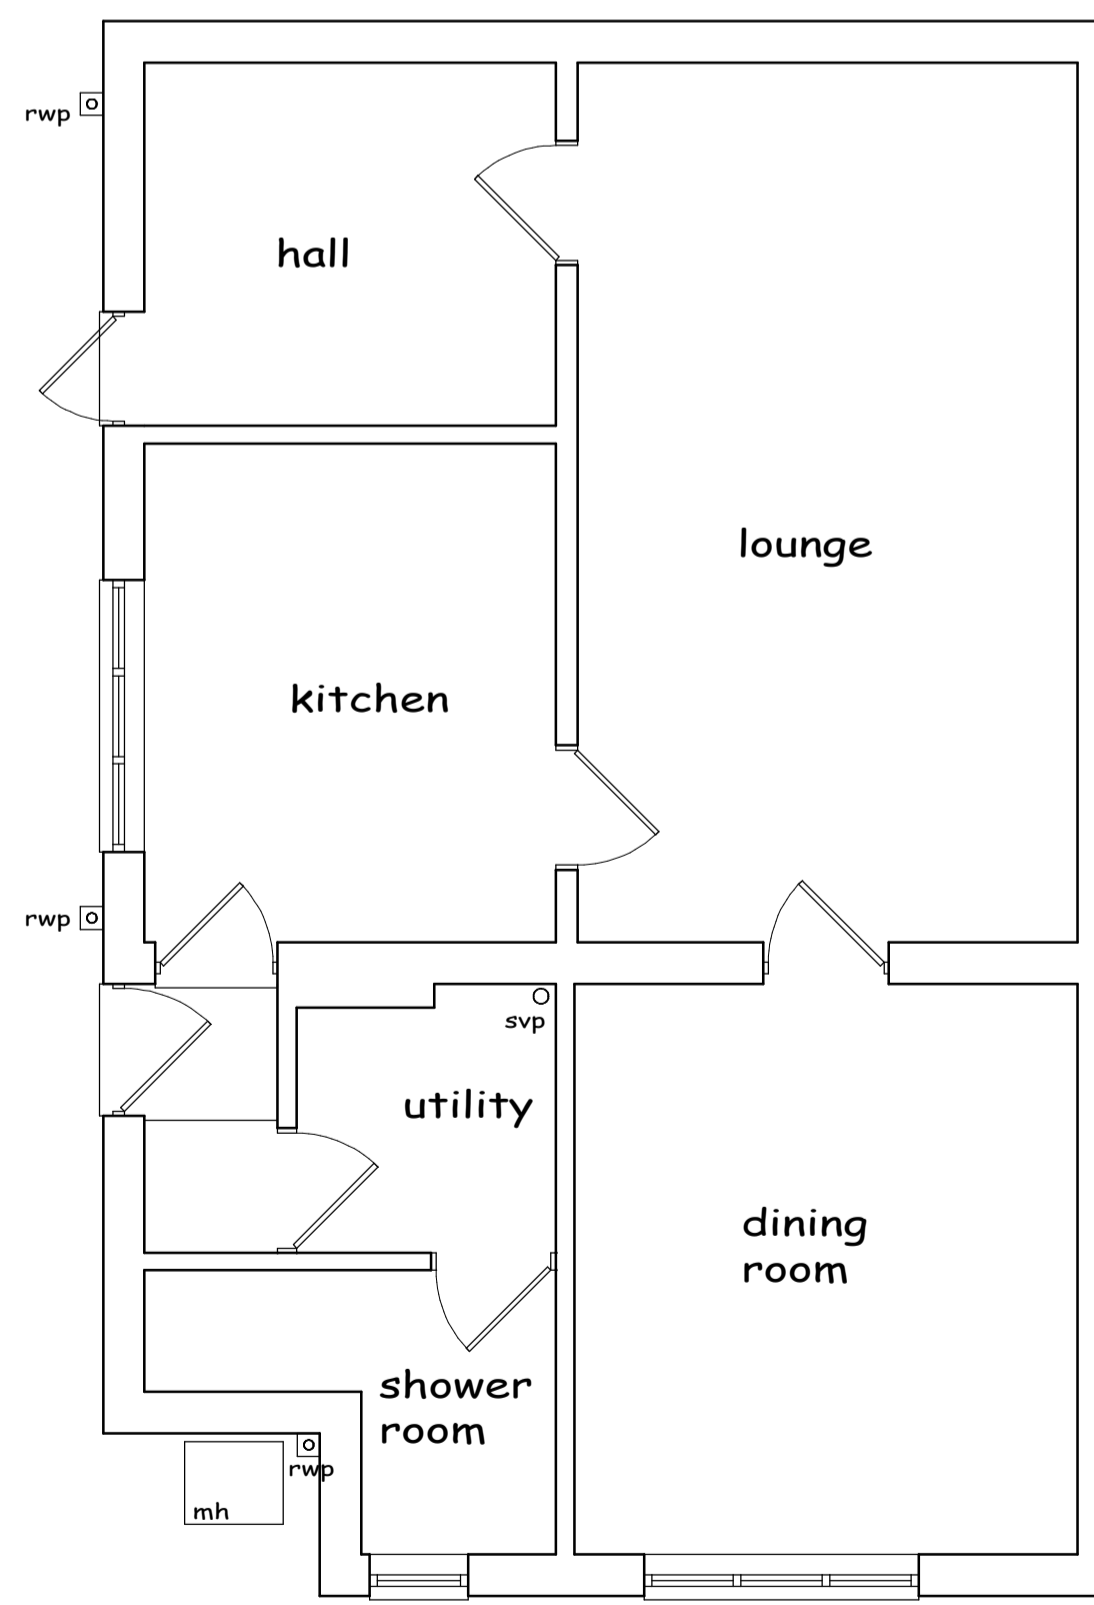 rwp
hall
lounge
kitchen
rwp
svp
utility
dining
room
shower
room
rwp
mh